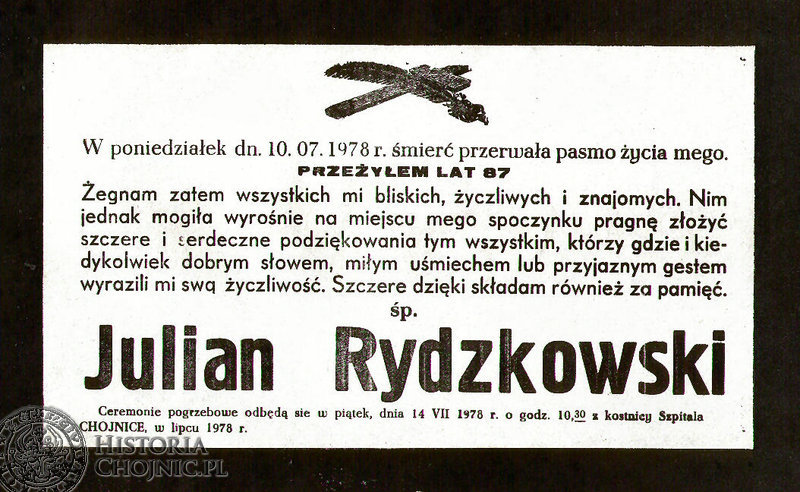 W poniedziałek dn. 10. 07. 1978 r. śmierć przerwała pasmo życia mego.
PRZEŻYŁEM LAT 87
Żegnam zatem wszystkich mi bliskich, życzliwych i znajomych. Nim
jednak mogiła wyrośnie na miejscu mego spoczynku pragnę złożyć
szczere i serdeczne podziękowania tym wszystkim, którzy gdzie i kie-
dykolwiek dobrym słowem, miłym uśmiechem lub przyjaznym gestem
wyrazili mi swą życzliwość. Szczere dzięki składam również za pamięć.
śp.
Julian Rydzkowski
Ceremonie pogrzebowe odbędą sie w piątek, dnia 14 VII 1978 r. o godz. 10,30 z kostnicy Szpitala
CHOJNICE, w lipcu 1978 r.
HISTORIA
CHOJNIC.PL